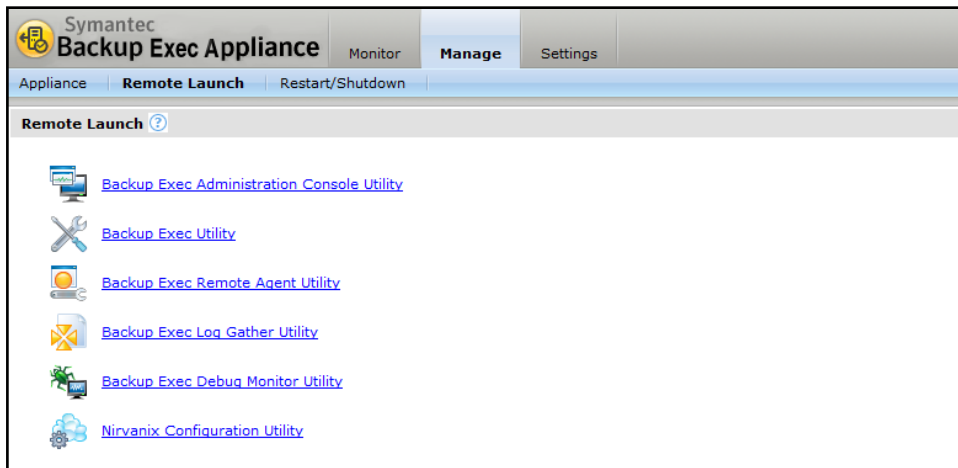 Symantec
Backup Exec Appliance
Monitor Manage Settings
Appliance Remote Launch Restart/Shutdown
Remote Launch ?
Backup Exec Administration Console Utility
Backup Exec Utility
Backup Exec Remote Agent Utility
Backup Exec Log Gather Utility
Backup Exec Debug Monitor Utility
Nirvanix Configuration Utility